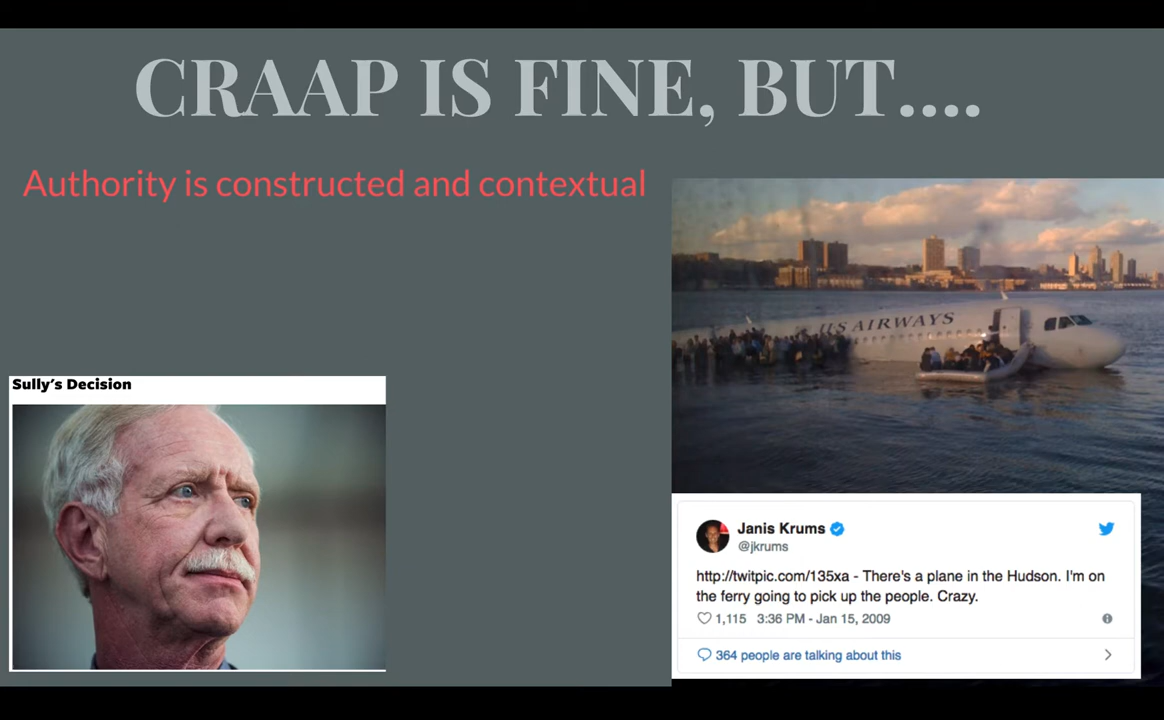 CRAAP IS FINE, BUT....
Authority is constructed and contextual
US AIRWAYS
Sully's Decision
Janis Krums
@jkrums
http://twitpic.com/135xa - There's a plane in the Hudson. I'm on
the ferry going to pick up the people. Crazy.
1,115 3:36 PM - Jan 15, 2009
364 people are talking about this